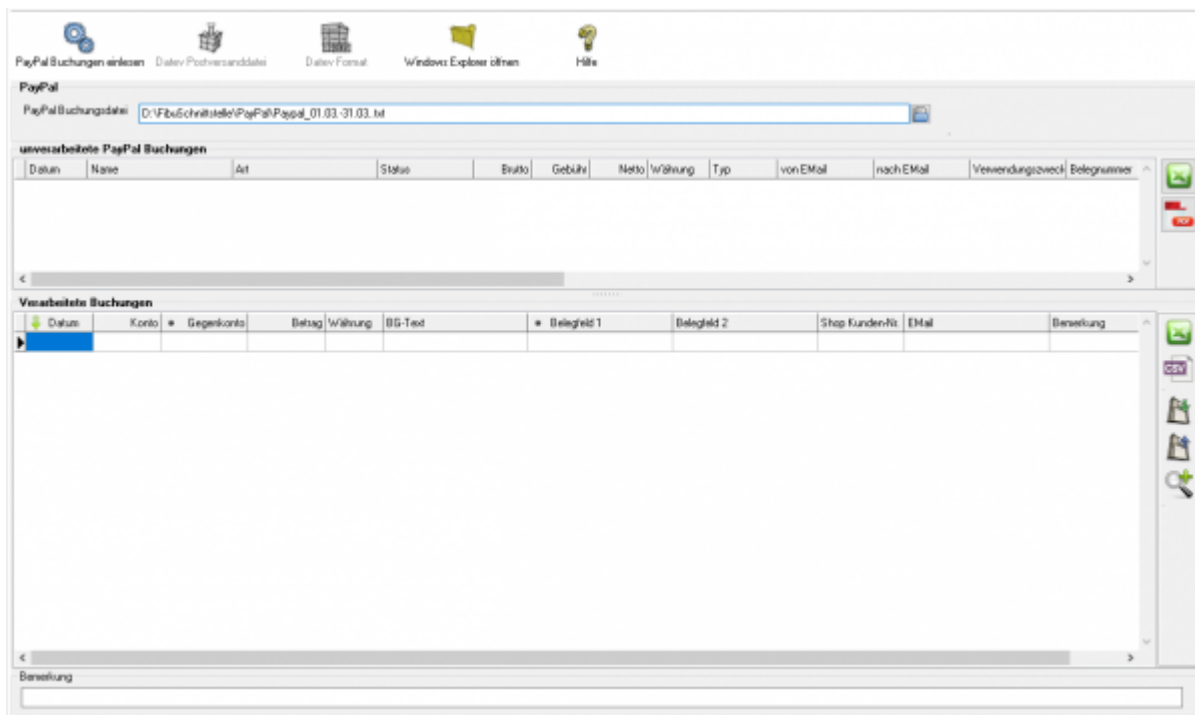 PayPal Buchungen einlesen Datev Postversanddatei Datev Format Windows Explorer öffnen Hilfe
PayPal
PayPal Buchungsdatei D:\FibuSchnittstelle\PayPal\Paypal_01.03.-31.03..txt
unverarbeitete PayPal Buchungen
Datum Name Art Status Brutto Gebühr Netto Währung Typ von EMail nach EMail Verwendungszweck Belegnummer
PDF
Verarbeitete Buchungen
Datum Konto Gegenkonto Betrag Währung BG-Text Belegfeld 1 Belegfeld 2 Shop Kunden-Nr. EMail Bemerkung
CSV
Bemerkung